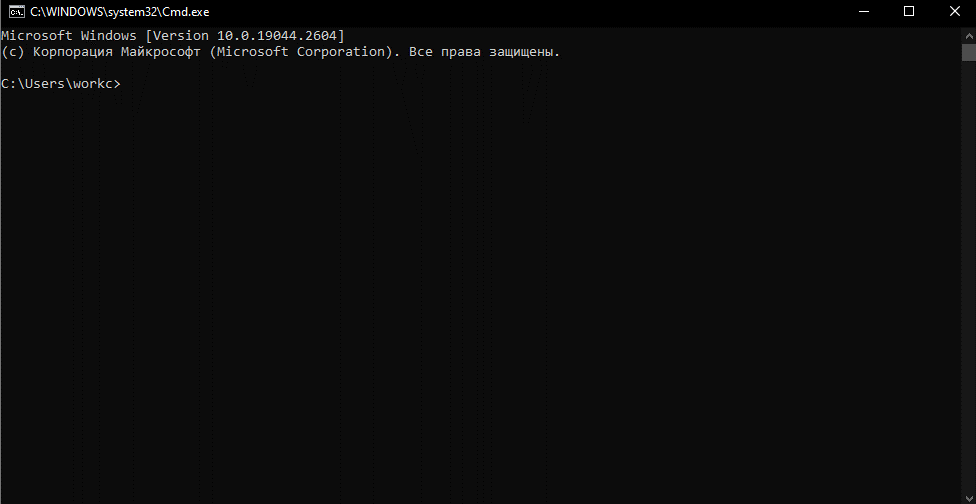 C:\WINDOWS\system32\Cmd.exe
Microsoft Windows [Version 10.0.19044.2604]
(c) Корпорация Майкрософт (Microsoft Corporation). Все права защищены.
C:\Users\workc>